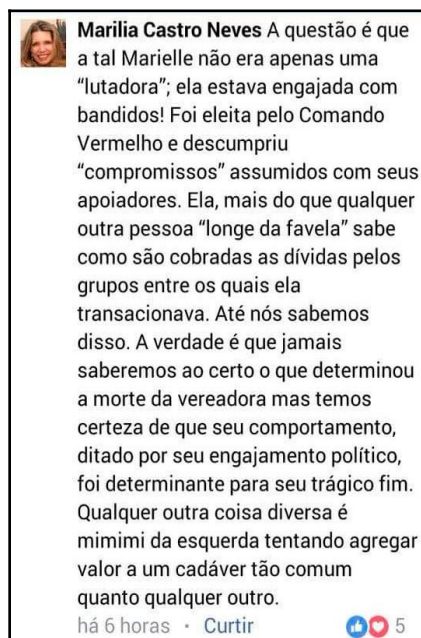 Marilia Castro Neves A questão é que
a tal Marielle não era apenas uma
“lutadora”; ela estava engajada com
bandidos! Foi eleita pelo Comando
Vermelho e descumpriu
“compromissos” assumidos com seus
apoiadores. Ela, mais do que qualquer
outra pessoa “longe da favela” sabe
como são cobradas as dívidas pelos
grupos entre os quais ela
transacionava. Até nós sabemos
disso. A verdade é que jamais
saberemos ao certo o que determinou
a morte da vereadora mas temos
certeza de que seu comportamento,
ditado por seu engajamento político,
foi determinante para seu trágico fim.
Qualquer outra coisa diversa é
mimimi da esquerda tentando agregar
valor a um cadáver tão comum
quanto qualquer outro.
há 6 horas · Curtir 5